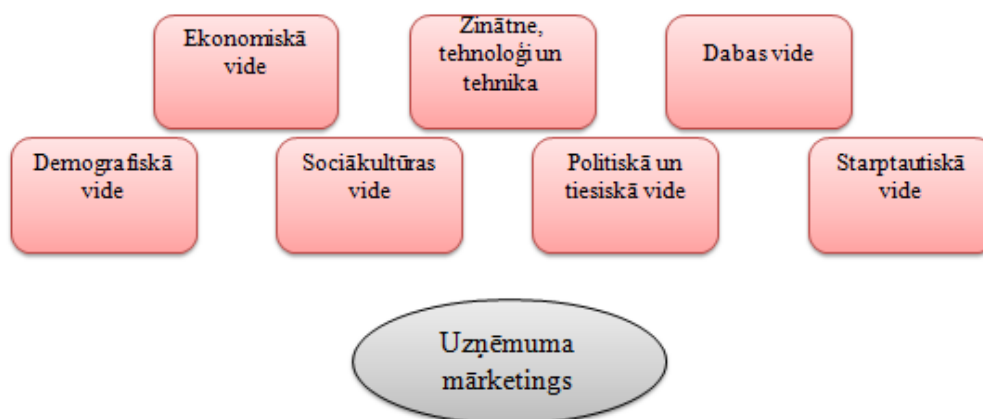 Ekonomiskā
vide
Zinātne,
tehnoloģi un
tehnika
Dabas vide
Demografiskā
vide
Sociākultūras
vide
Politiskā un
tiesiskā vide
Starptautiskā
vide
Uzņēmuma
mārketings